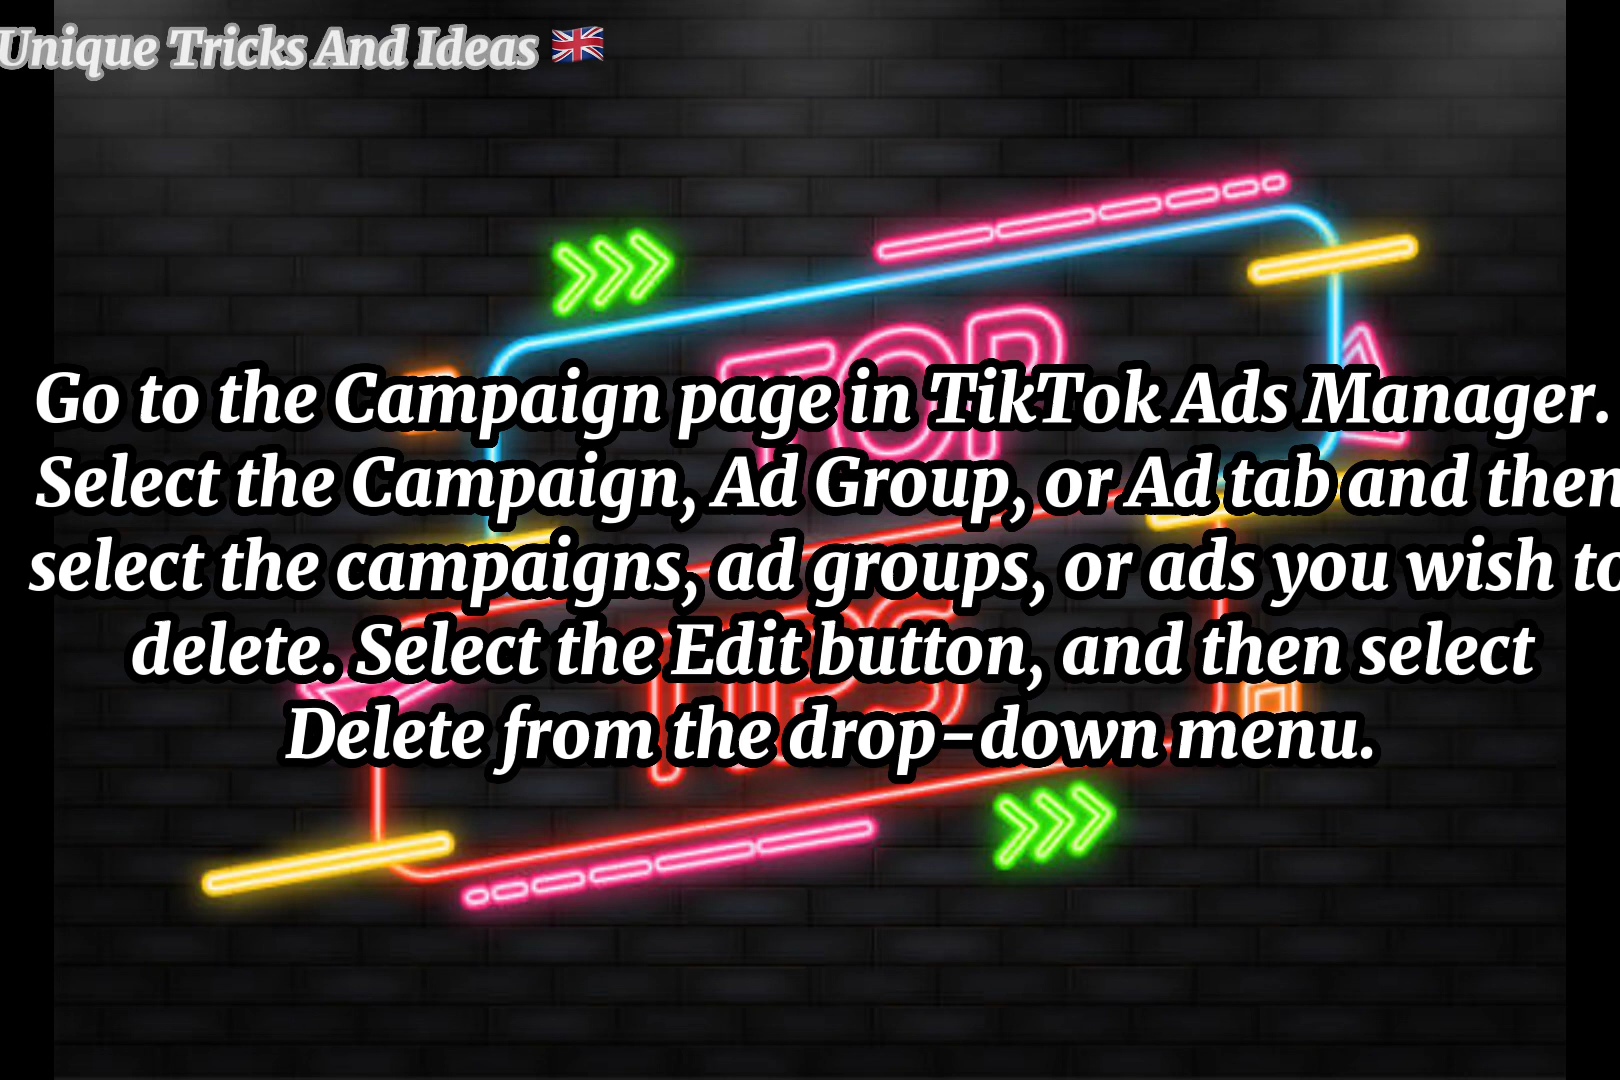 Unique Tricks And Ideas 🇬🇧
TOP
Go to the Campaign page in TikTok Ads Manager.
Select the Campaign, Ad Group, or Ad tab and then
select the campaigns, ad groups, or ads you wish to
delete. Select the Edit button, and then select
Delete from the drop-down menu.
TIPS